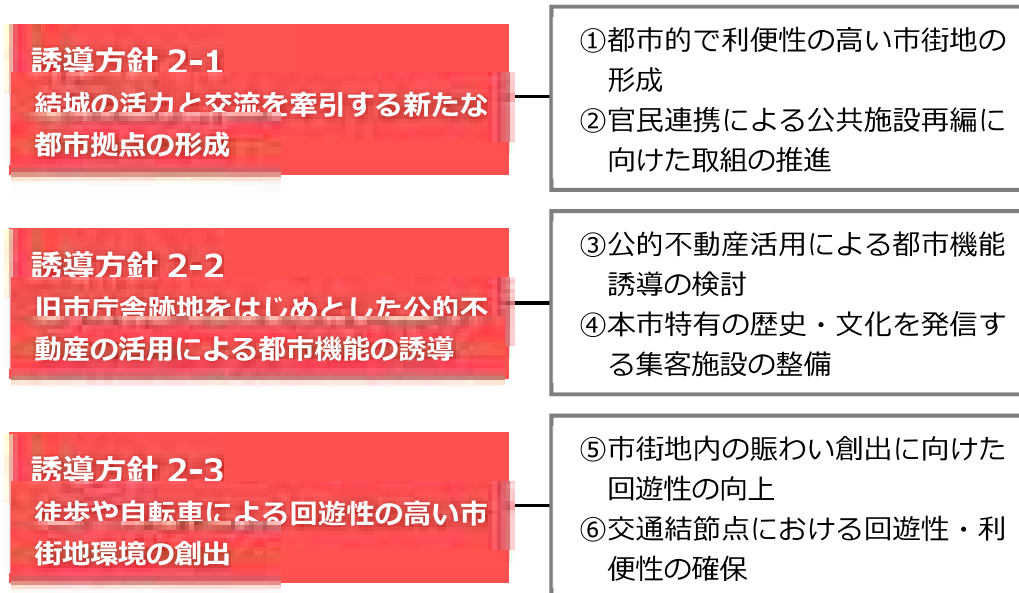 誘導方針 2-1
結城の活力と交流を牽引する新たな
都市拠点の形成
①都市的で利便性の高い市街地の
形成
②官民連携による公共施設再編に
向けた取組の推進
誘導方針 2-2
旧市庁舎跡地をはじめとした公的不
動産の活用による都市機能の誘導
③公的不動産活用による都市機能
誘導の検討
④本市特有の歴史・文化を発信す
る集客施設の整備
誘導方針 2-3
徒歩や自転車による回遊性の高い市
街地環境の創出
⑤市街地内の賑わい創出に向けた
回遊性の向上
⑥交通結節点における回遊性・利
便性の確保